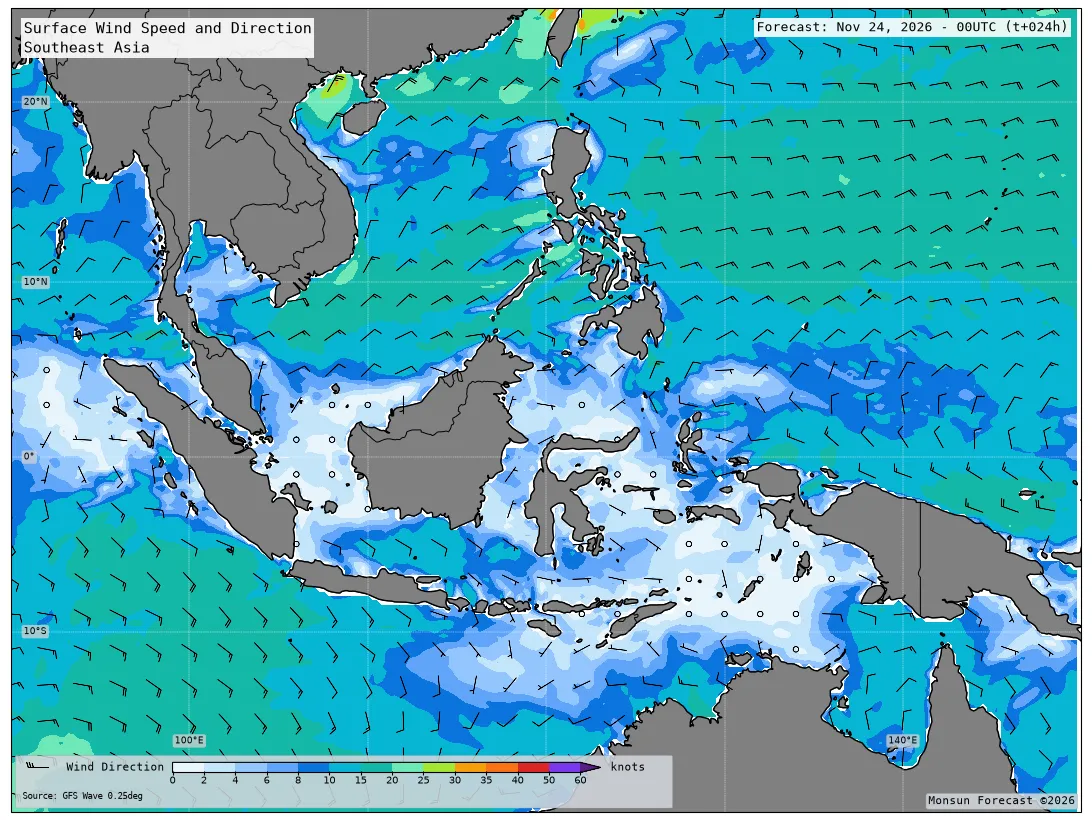 Surface Wind Speed and Direction
Southeast Asia
Forecast: Nov 24, 2026 - 00UTC (t+024h)
20°N
10°N
0°
10°S
100°E
140°E
Wind Direction
0 2 4 6 8 10 15 20 25 30 35 40 50 60
knots
Source: GFS Wave 0.25deg
Monsun Forecast ©2026